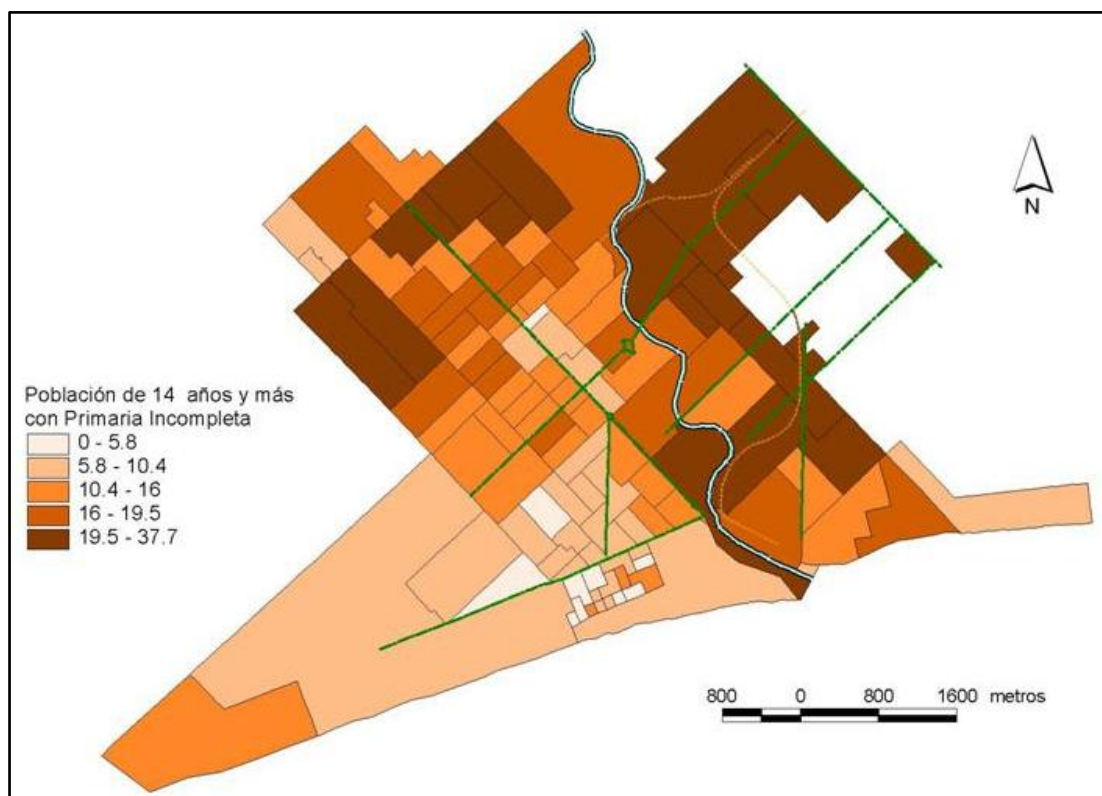 N
Población de 14 años y más
con Primaria Incompleta
0 - 5.8
5.8 - 10.4
10.4 - 16
16 - 19.5
19.5 - 37.7
800 0 800 1600 metros